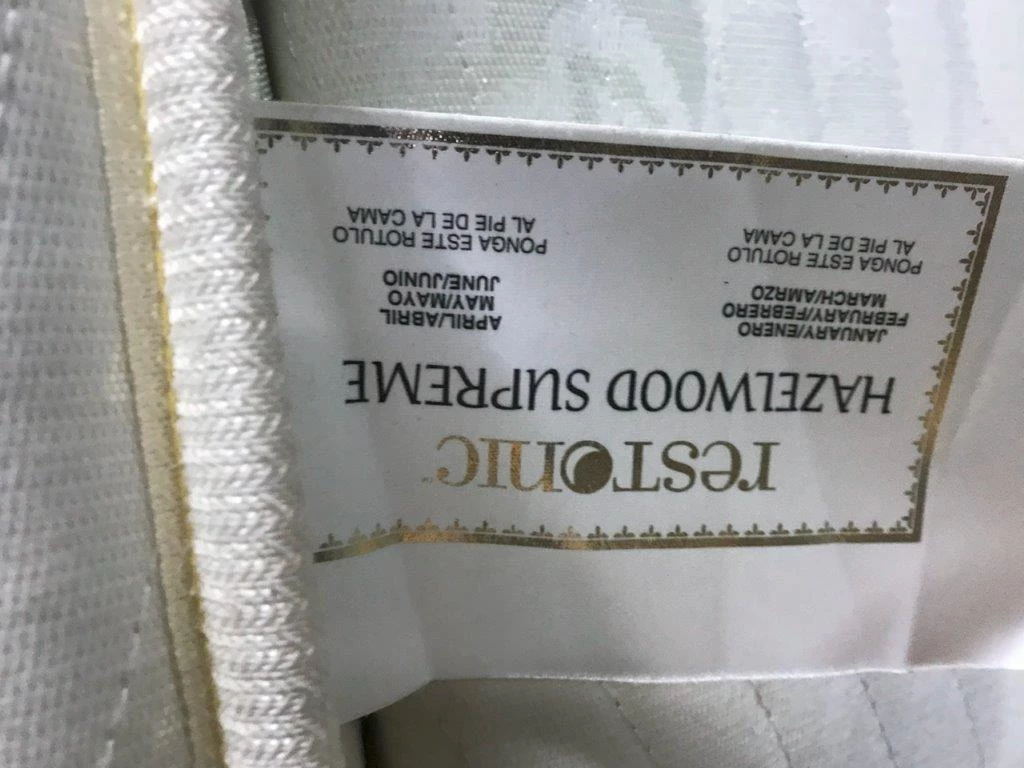 resTonic
HAZELWOOD SUPREME
JANUARY/ENERO
FEBRUARY/FEBRERO
MARCH/AMRZO
PONGA ESTE ROTULO
AL PIE DE LA CAMA
APRIL/ABRIL
MAY/MAYO
JUNE/JUNIO
PONGA ESTE ROTULO
AL PIE DE LA CAMA